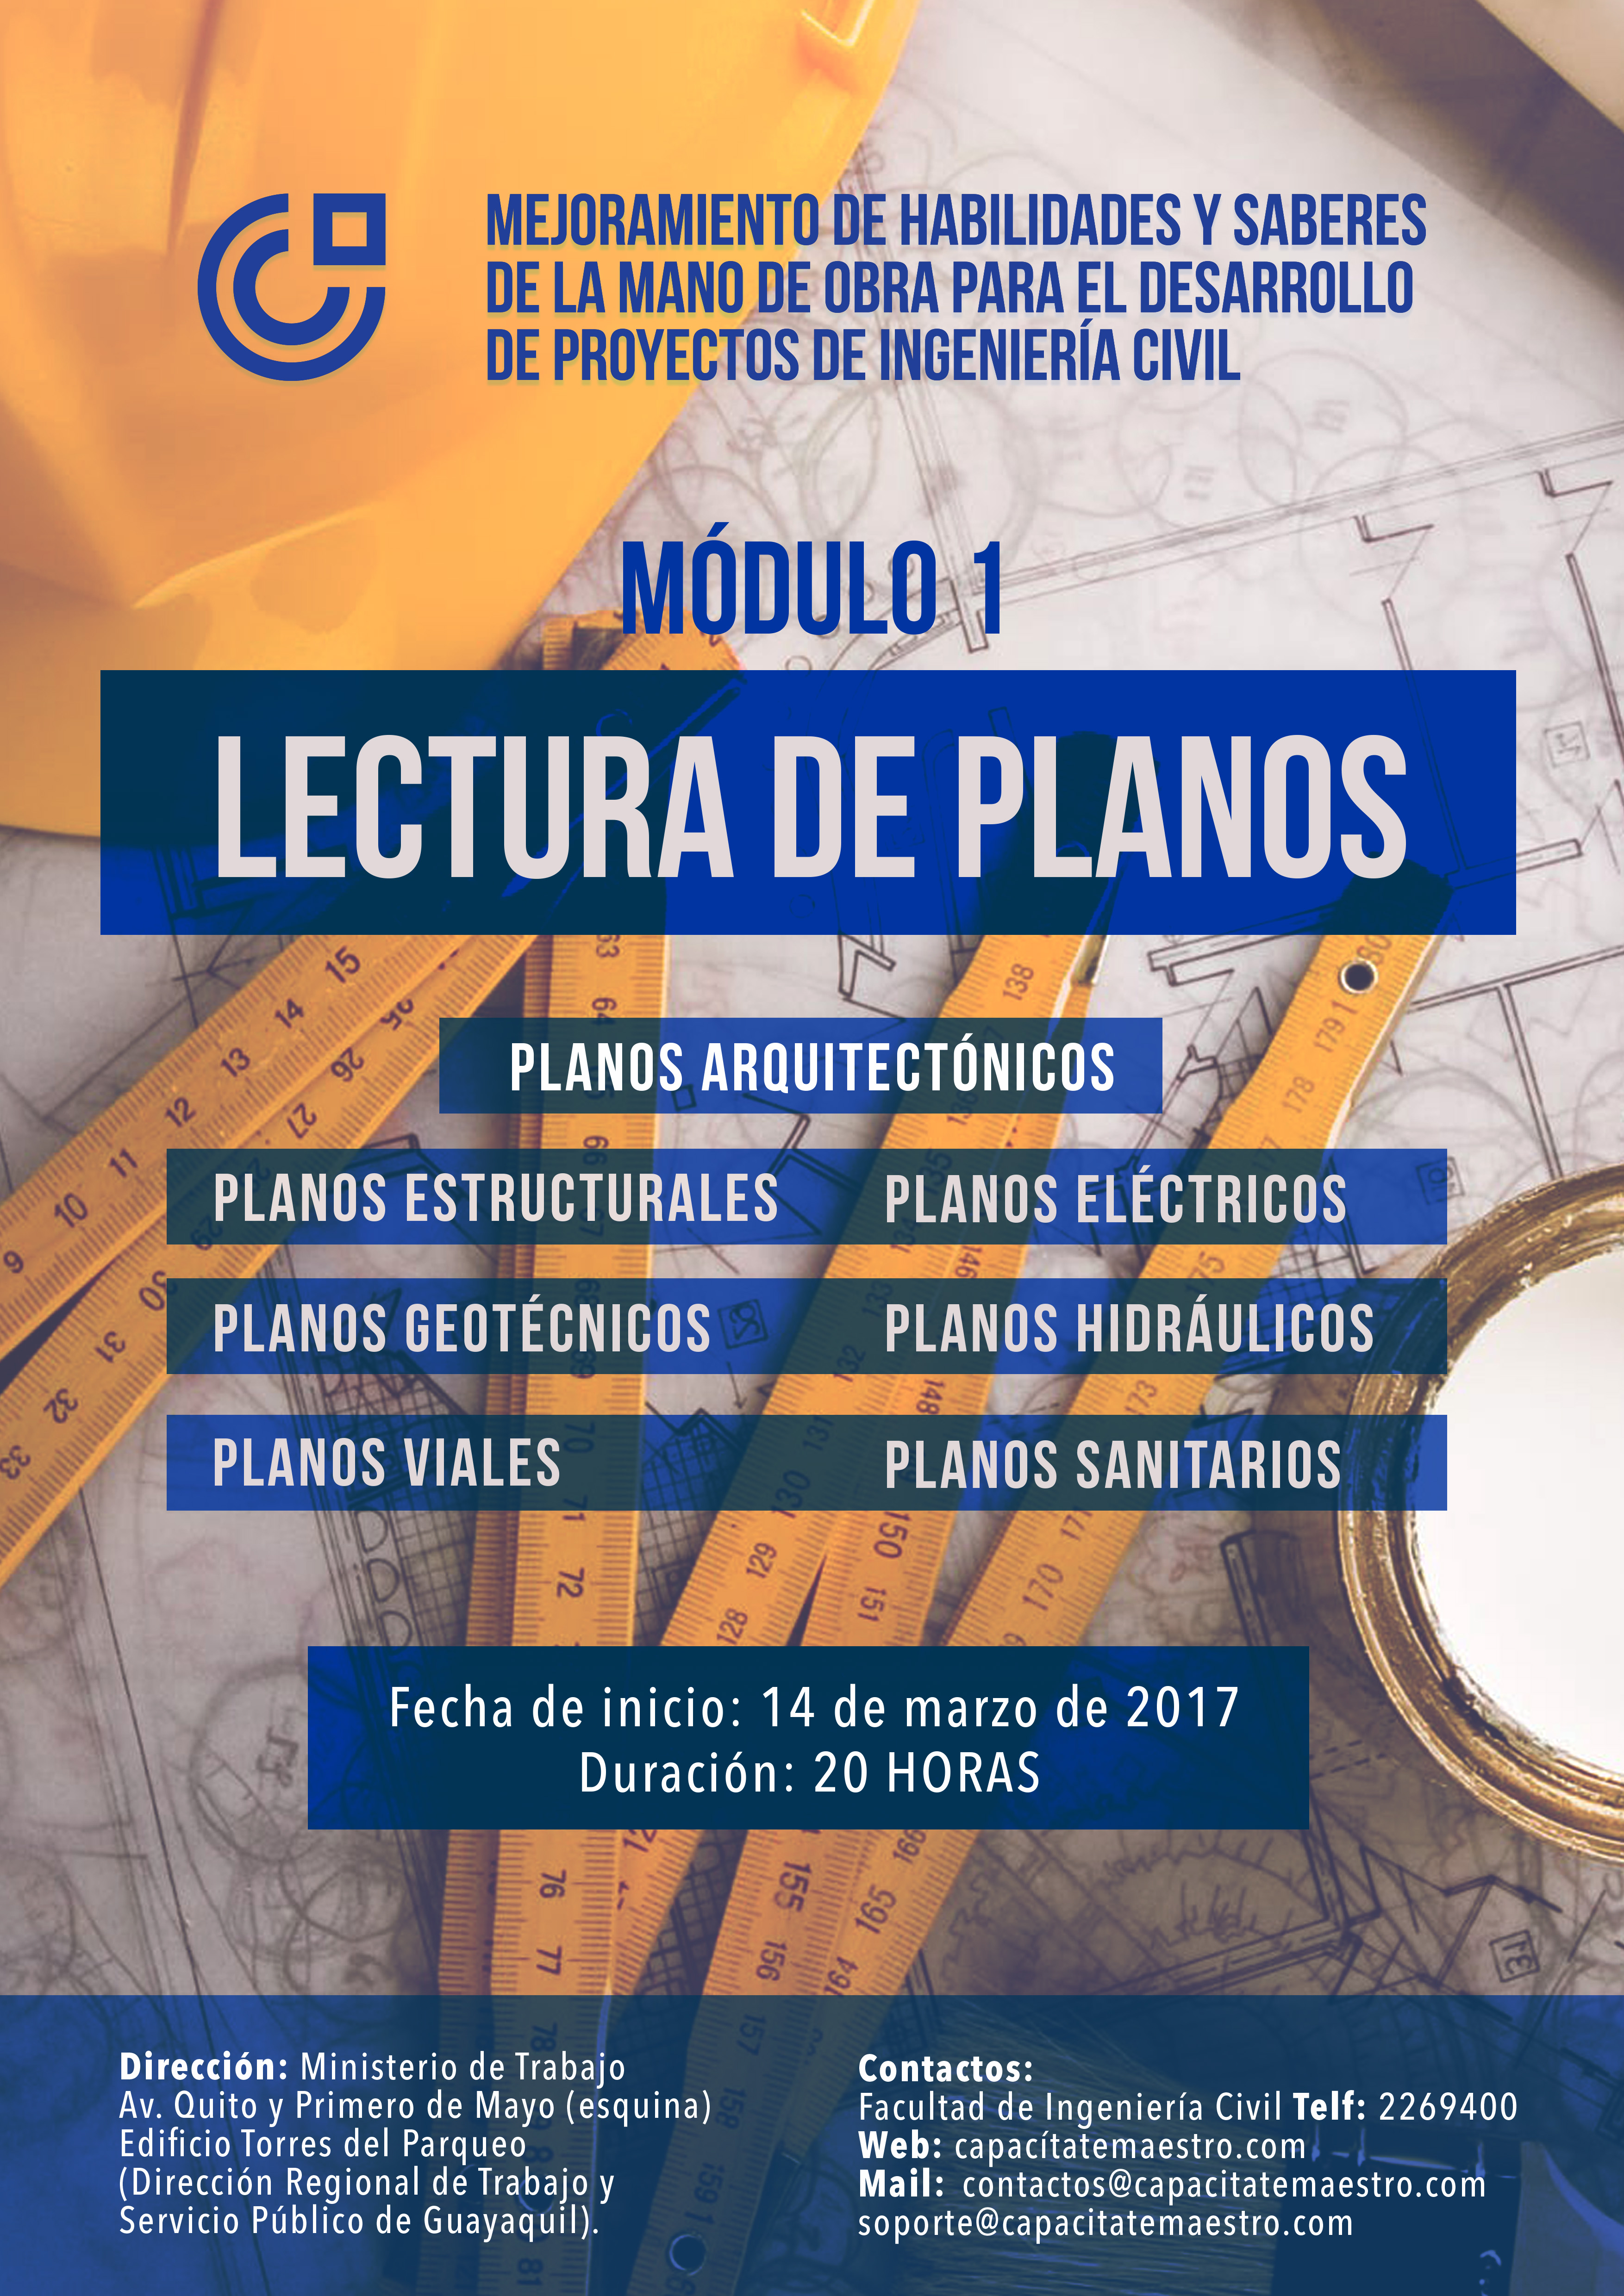 MEJORAMIENTO DE HABILIDADES Y SABERES
DE LA MANO DE OBRA PARA EL DESARROLLO
DE PROYECTOS DE INGENIERÍA CIVIL
MÓDULO 1
LECTURA DE PLANOS
PLANOS ARQUITECTÓNICOS
PLANOS ESTRUCTURALES
PLANOS ELÉCTRICOS
PLANOS GEOTÉCNICOS
PLANOS HIDRÁULICOS
PLANOS VIALES
PLANOS SANITARIOS
Fecha de inicio: 14 de marzo de 2017
Duración: 20 HORAS
Dirección: Ministerio de Trabajo
Av. Quito y Primero de Mayo (esquina)
Edificio Torres del Parqueo
(Dirección Regional de Trabajo y
Servicio Público de Guayaquil).
Contactos:
Facultad de Ingeniería Civil Telf: 2269400
Web: capacítatemaestro.com
Mail: contactos@capacitatemaestro.com
soporte@capacitatemaestro.com